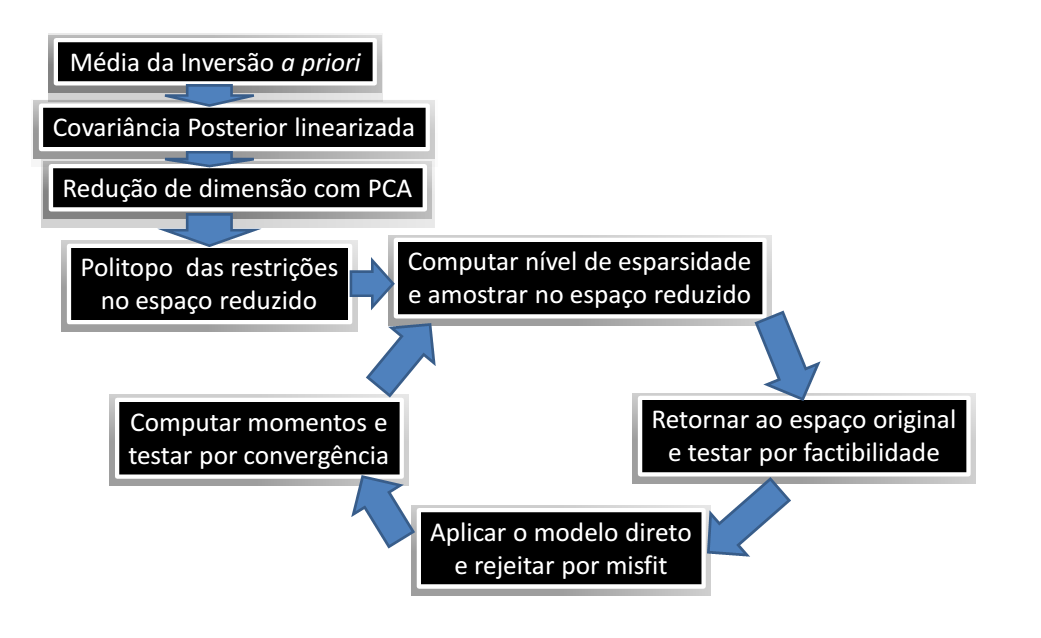 Média da Inversão a priori
Covariância Posterior linearizada
Redução de dimensão com PCA
Politopo das restrições
no espaço reduzido
Computar nível de esparsidade
e amostrar no espaço reduzido
Retornar ao espaço original
e testar por factibilidade
Aplicar o modelo direto
e rejeitar por misfit
Computar momentos e
testar por convergência